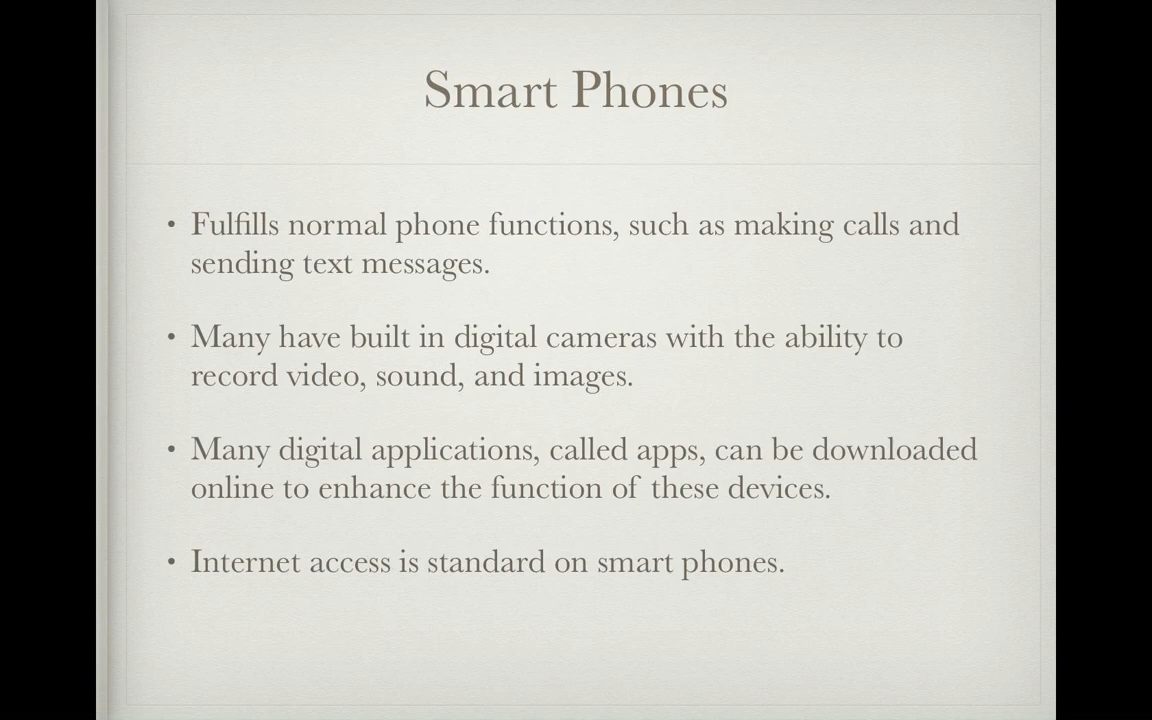 Smart Phones
• Fulfills normal phone functions, such as making calls and
sending text messages.
• Many have built in digital cameras with the ability to
record video, sound, and images.
• Many digital applications, called apps, can be downloaded
online to enhance the function of these devices.
• Internet access is standard on smart phones.